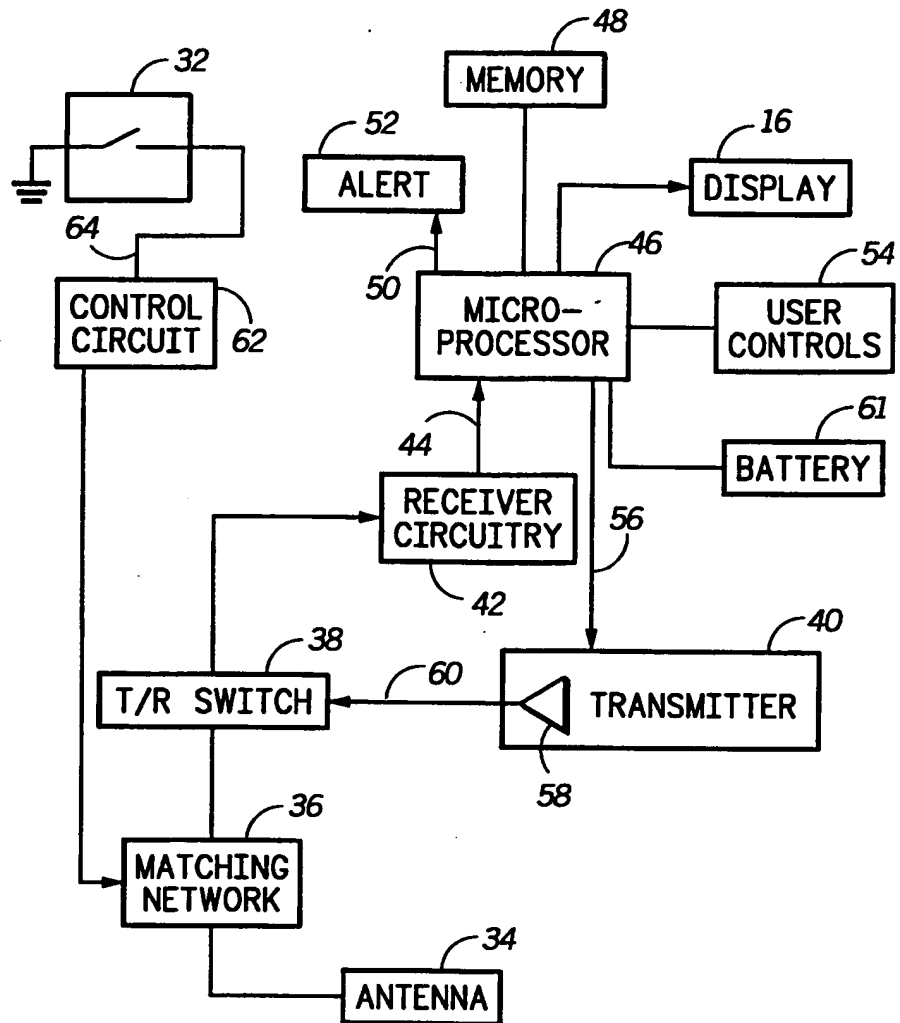 48
MEMORY
32
52
ALERT
16
DISPLAY
64
50
46
54
CONTROL
CIRCUIT
62
MICRO-
PROCESSOR
USER
CONTROLS
44
61
BATTERY
RECEIVER
CIRCUITRY
42
56
38
T/R SWITCH
60
40
TRANSMITTER
58
36
MATCHING
NETWORK
34
ANTENNA